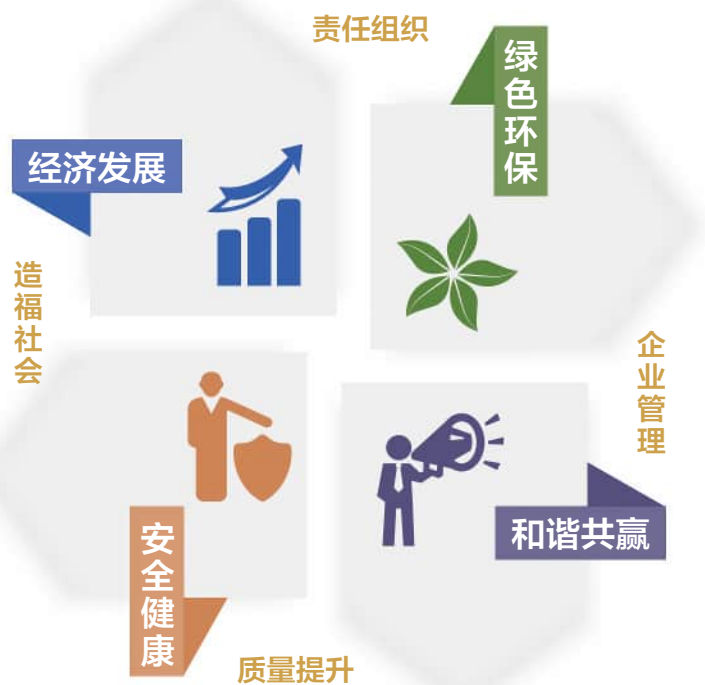 责任组织
绿色环保
经济发展
造福社会
企业管理
和谐共赢
安全健康
质量提升